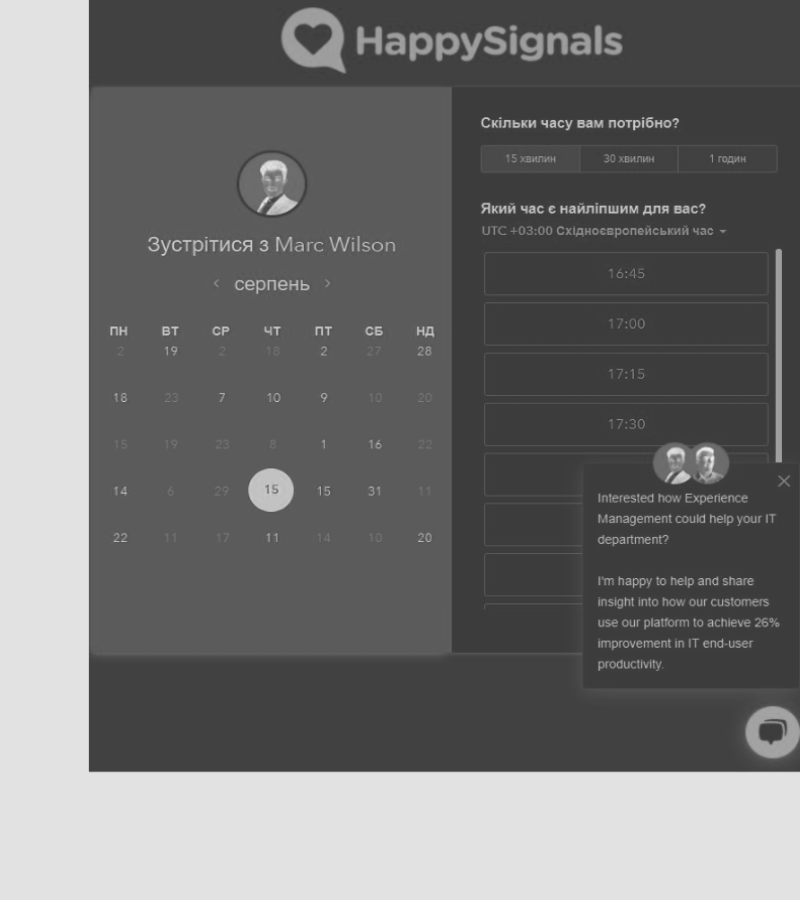 HappySignals
Зустрітися з Marc Wilson
серпень
ПН ВТ СР ЧТ ПТ СБ НД
2 19 2 18 2 27 28
18 23 7 10 9 10 20
15 19 23 8 1 16 22
14 6 29 15 15 31 11
22 11 17 11 14 10 20
Скільки часу вам потрібно?
15 хвилин 30 хвилин 1 годин
Який час є найліпшим для вас?
UTC +03:00 Східноєвропейський час
16:45
17:00
17:15
17:30
Interested how Experience
Management could help your IT
department?
I'm happy to help and share
insight into how our customers
use our platform to achieve 26%
improvement in IT end-user
productivity.